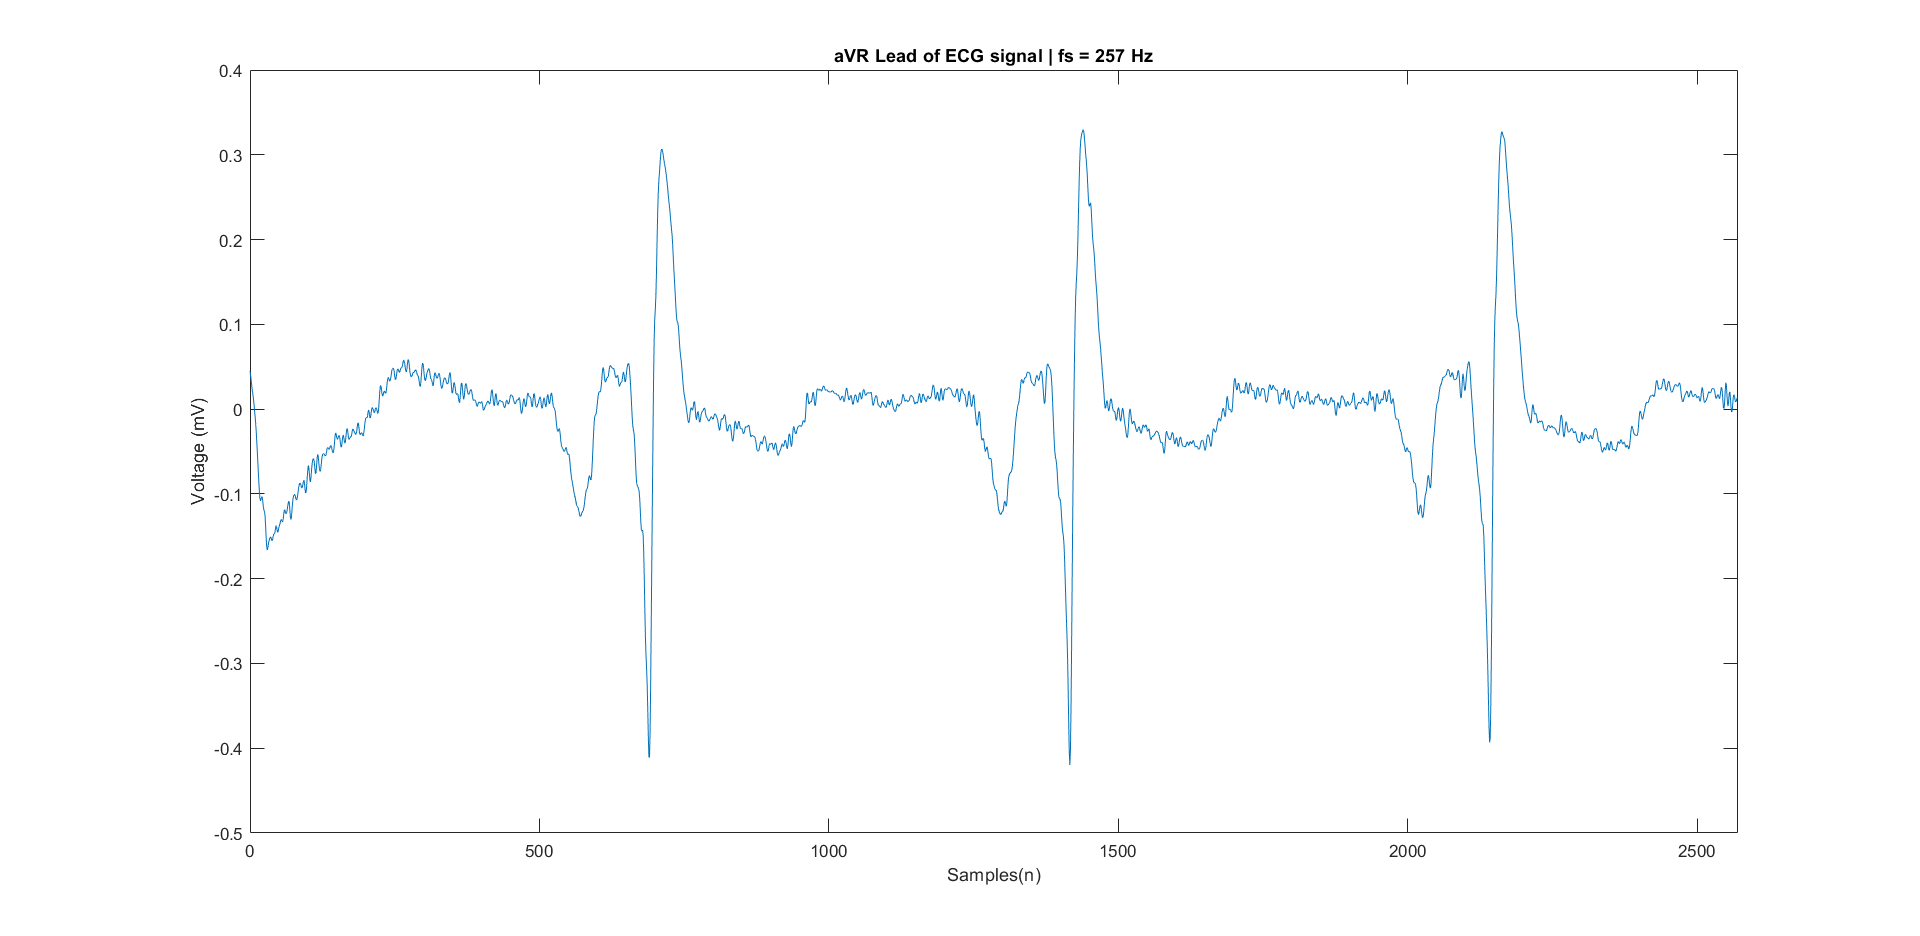 aVR Lead of ECG signal | fs = 257 Hz
0.4
0.3
0.2
0.1
0
-0.1
-0.2
-0.3
-0.4
-0.5
Voltage (mV)
0 500 1000 1500 2000 2500
Samples(n)